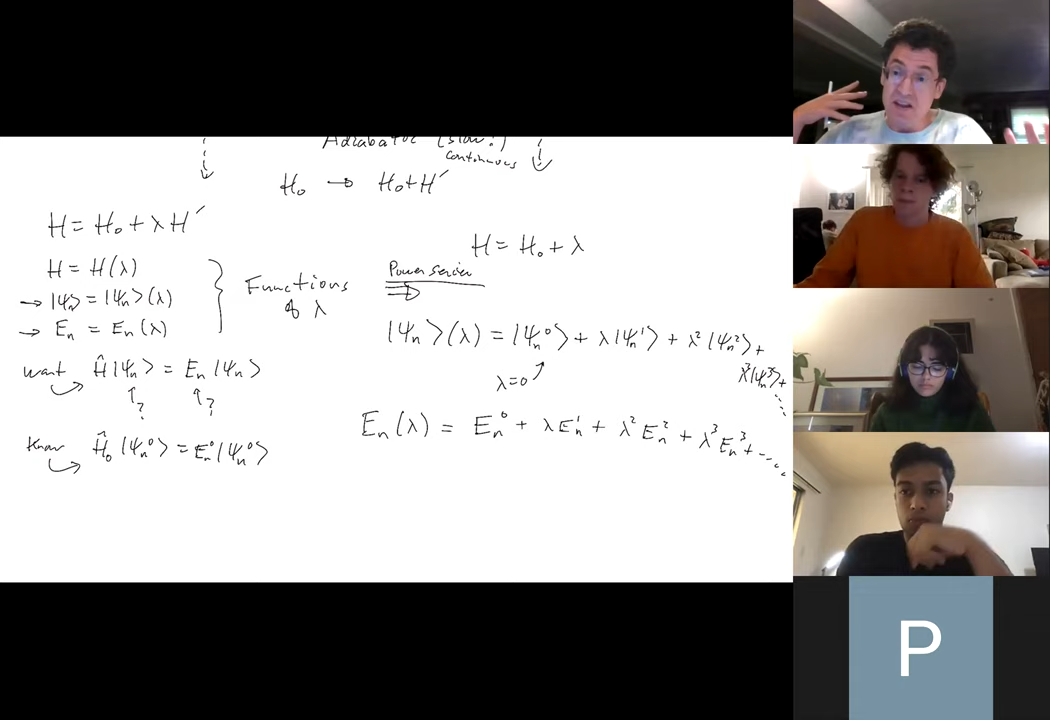 Adiabatic (slow!)
continuous
H₀ → H₀+H′
H = H₀ + λH′
H = H₀ + λ
H = H(λ)
→ |ψn⟩ = |ψn⟩(λ)
→ En = En(λ)
Functions
of λ
Power series
⇒
|ψn⟩(λ) = |ψn⁰⟩ + λ|ψn¹⟩ + λ²|ψn²⟩ +
λ³|ψn³⟩+
....
λ=0
want Ĥ|ψn⟩ = En|ψn⟩
? ?
En(λ) = En⁰ + λEn¹ + λ²En² + λ³En³ + .....
Know Ĥ₀|ψn⁰⟩ = En⁰|ψn⁰⟩
P